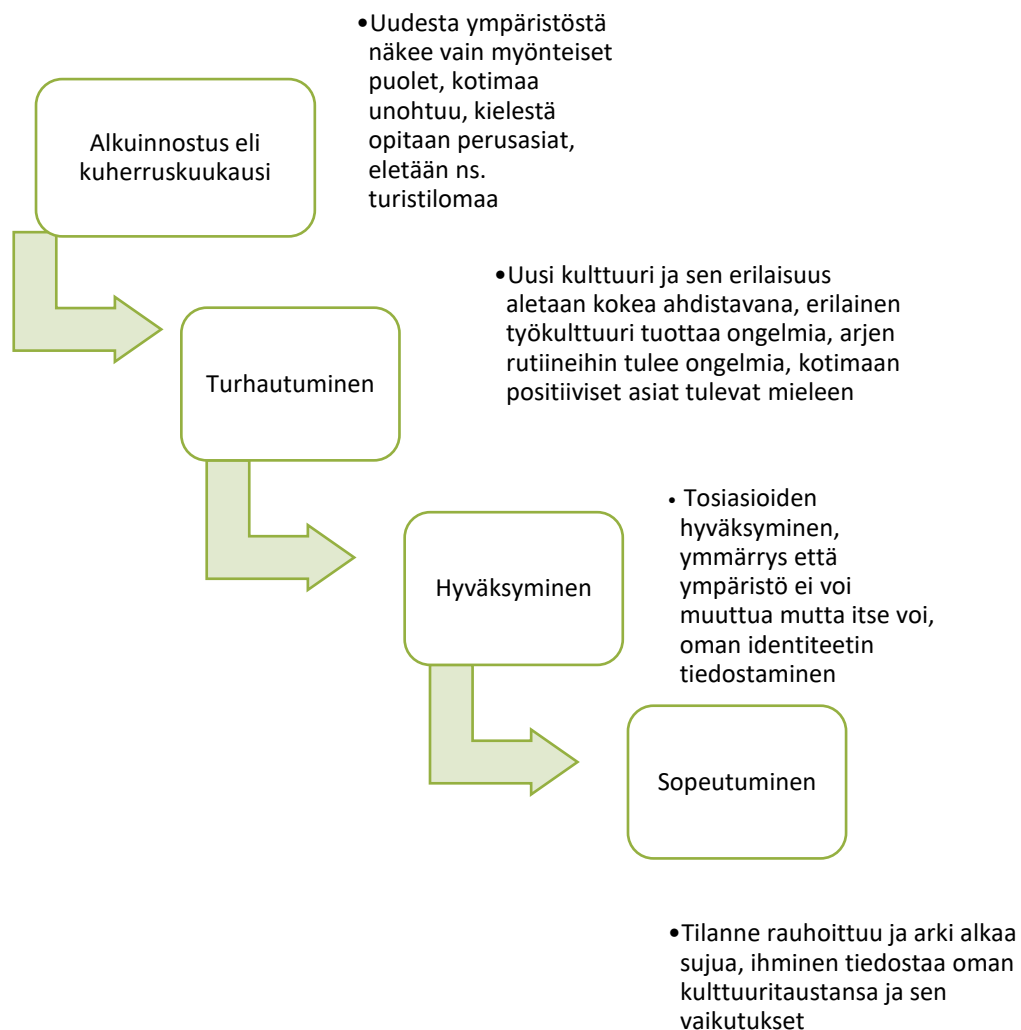 •Uudesta ympäristöstä
näkee vain myönteiset
puolet, kotimaa
unohtuu, kielestä
opitaan perusasiat,
eletään ns.
turistilomaa
Alkuinnostus eli
kuherruskuukausi
•Uusi kulttuuri ja sen erilaisuus
aletaan kokea ahdistavana, erilainen
työkulttuuri tuottaa ongelmia, arjen
rutiineihin tulee ongelmia, kotimaan
positiiviset asiat tulevat mieleen
Turhautuminen
• Tosiasioiden
hyväksyminen,
ymmärrys että
ympäristö ei voi
muuttua mutta itse voi,
oman identiteetin
tiedostaminen
Hyväksyminen
Sopeutuminen
•Tilanne rauhoittuu ja arki alkaa
sujua, ihminen tiedostaa oman
kulttuuritaustansa ja sen
vaikutukset